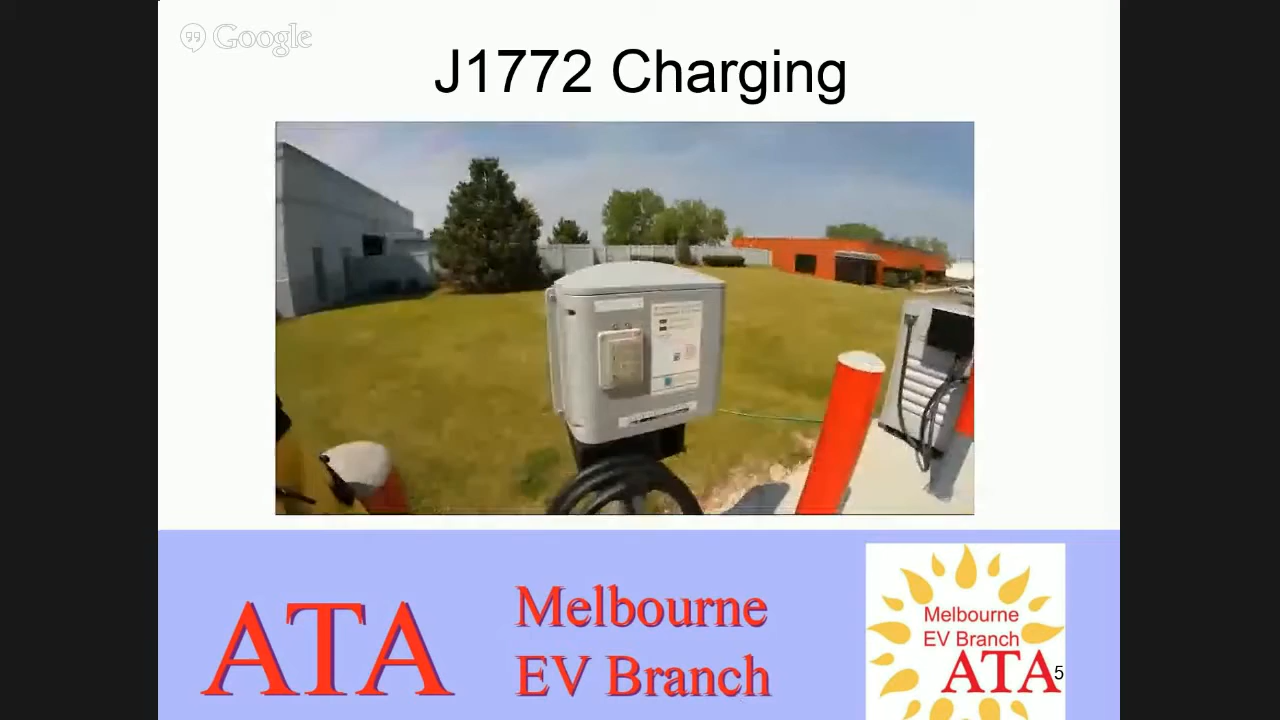 Google
J1772 Charging
ATA
Melbourne
EV Branch
Melbourne
EV Branch
ATA
5